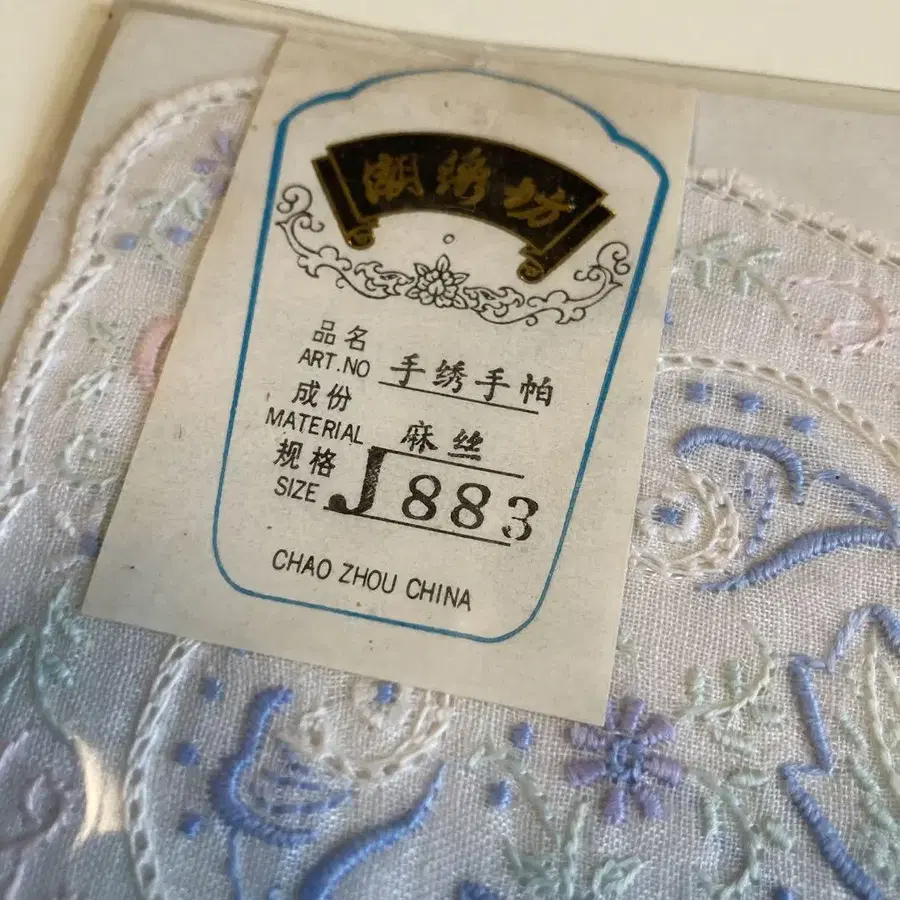 潮绣坊
品名
ART.NO 手绣手帕
成份
MATERIAL 麻丝
规格
SIZE J883
CHAO ZHOU CHINA